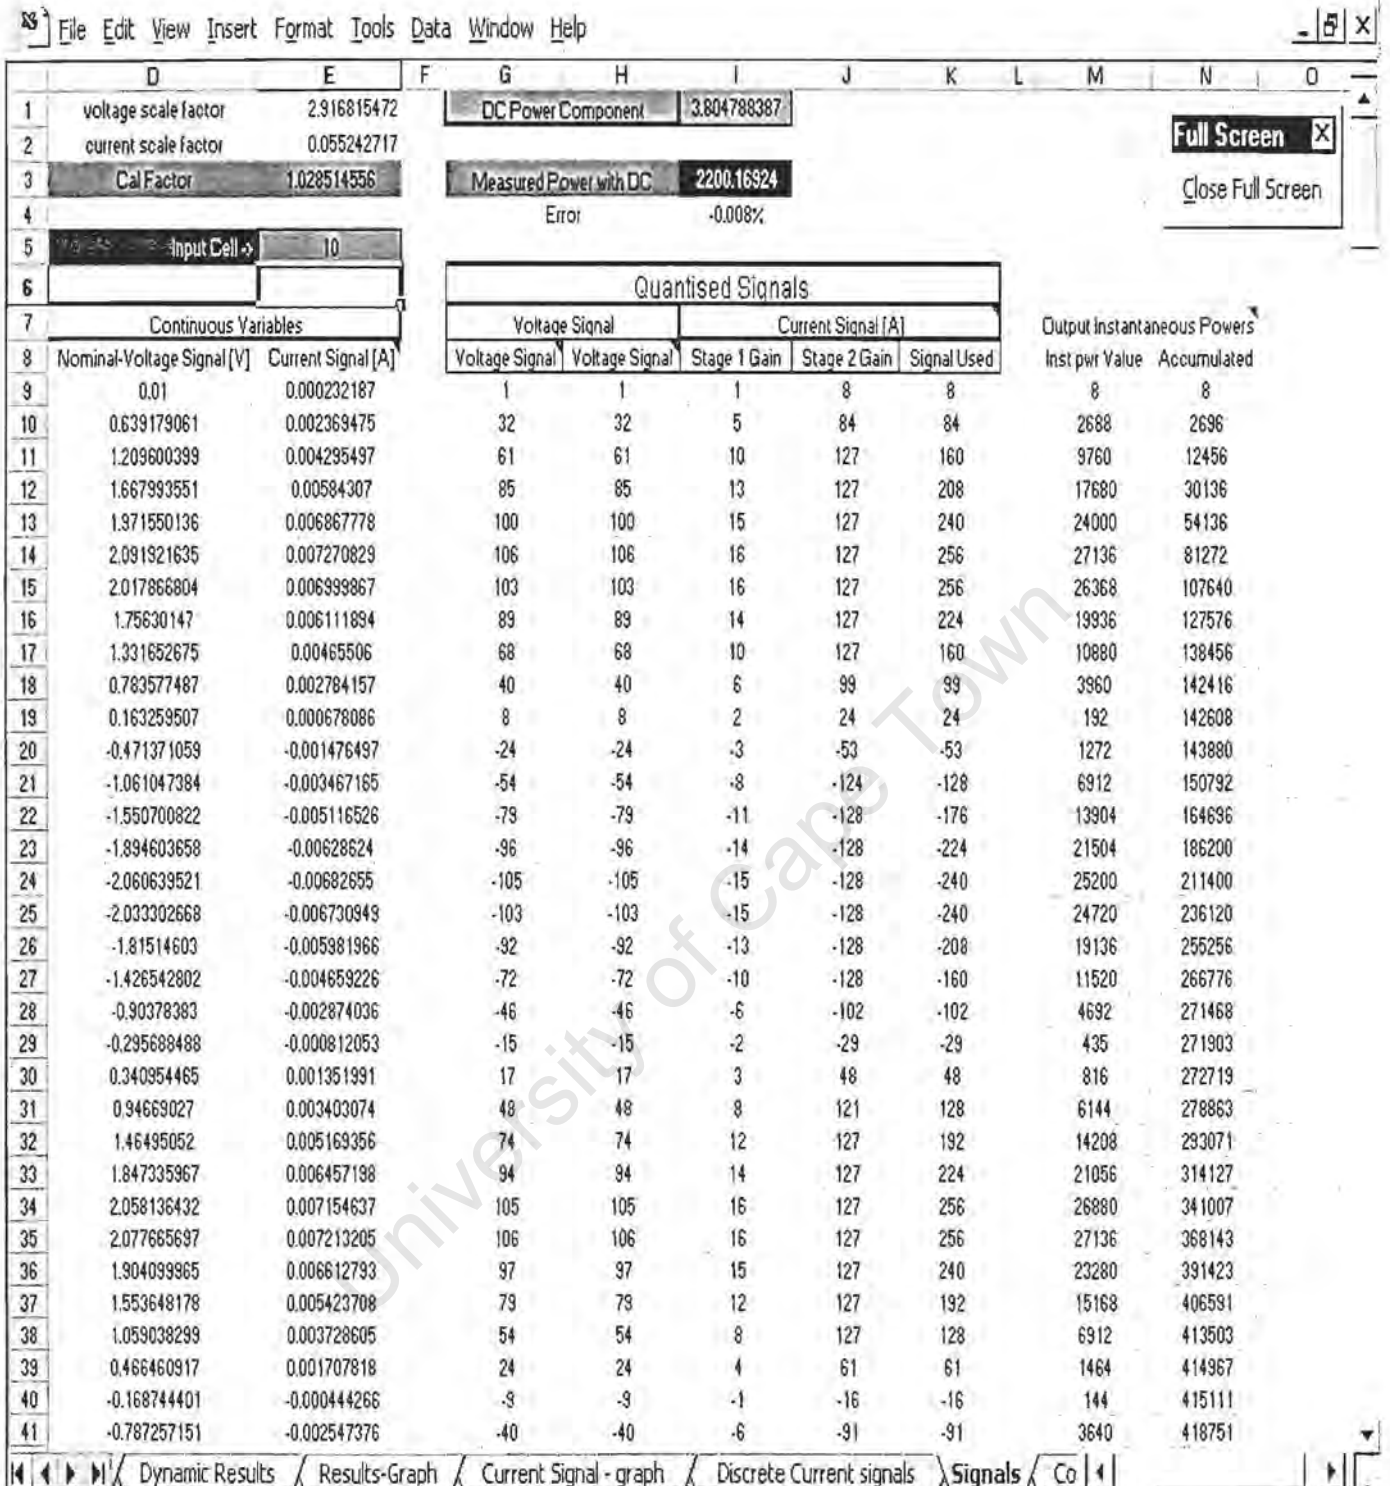 File Edit View Insert Format Tools Data Window Help
D E F G H I J K L M N O
1 voltage scale factor 2.916815472 DC Power Component 3.804788387
Full Screen X
2 current scale factor 0.055242717
3 Cal Factor 1.028514556 Measured Power with DC 2200.16924
Close Full Screen
4 Error -0.008%
5 Input Cell -> 10
6 Quantised Signals
7 Continuous Variables Voltage Signal Current Signal [A] Output Instantaneous Powers
8 Nominal-Voltage Signal [V] Current Signal [A] Voltage Signal Voltage Signal Stage 1 Gain Stage 2 Gain Signal Used Inst pwr Value Accumulated
9 0.01 0.000232187 1 1 1 8 8 8 8
10 0.639179061 0.002369475 32 32 5 84 84 2688 2696
11 1.209600399 0.004295497 61 61 10 127 160 9760 12456
12 1.667993551 0.00584307 85 85 13 127 208 17680 30136
13 1.971550136 0.006867778 100 100 15 127 240 24000 54136
14 2.091921635 0.007270829 106 106 16 127 256 27136 81272
15 2.017866804 0.006999867 103 103 16 127 256 26368 107640
16 1.75630147 0.006111894 89 89 14 127 224 19936 127576
17 1.331652675 0.00465506 68 68 10 127 160 10880 138456
18 0.783577487 0.002784157 40 40 6 99 99 3960 142416
19 0.163259507 0.000678086 8 8 2 24 24 192 142608
20 -0.471371059 -0.001476497 -24 -24 -3 -53 -53 1272 143880
21 -1.061047384 -0.003467165 -54 -54 -8 -124 -128 6912 150792
22 -1.550700822 -0.005116526 -79 -79 -11 -128 -176 13904 164696
23 -1.894603658 -0.00628624 -96 -96 -14 -128 -224 21504 186200
24 -2.060639521 -0.00682655 -105 -105 -15 -128 -240 25200 211400
25 -2.033302668 -0.006730949 -103 -103 -15 -128 -240 24720 236120
26 -1.81514603 -0.005981966 -92 -92 -13 -128 -208 19136 255256
27 -1.426542802 -0.004659226 -72 -72 -10 -128 -160 11520 266776
28 -0.90378383 -0.002874036 -46 -46 -6 -102 -102 4692 271468
29 -0.295688488 -0.000812053 -15 -15 -2 -29 -29 435 271903
30 0.340954465 0.001351991 17 17 3 48 48 816 272719
31 0.94669027 0.003403074 48 48 8 121 128 6144 278863
32 1.46495052 0.005169356 74 74 12 127 192 14208 293071
33 1.847335967 0.006457198 94 94 14 127 224 21056 314127
34 2.058136432 0.007154637 105 105 16 127 256 26880 341007
35 2.077665697 0.007213205 106 106 16 127 256 27136 368143
36 1.904099965 0.006612793 97 97 15 127 240 23280 391423
37 1.553648178 0.005423708 79 79 12 127 192 15168 406591
38 1.059038299 0.003728605 54 54 8 127 128 6912 413503
39 0.466460917 0.001707818 24 24 4 61 61 1464 414967
40 -0.168744401 -0.000444266 -9 -9 -1 -16 -16 144 415111
41 -0.787257151 -0.002547376 -40 -40 -6 -91 -91 3640 418751
Dynamic Results Results-Graph Current Signal - graph Discrete Current signals Signals Co
University of Cape Town